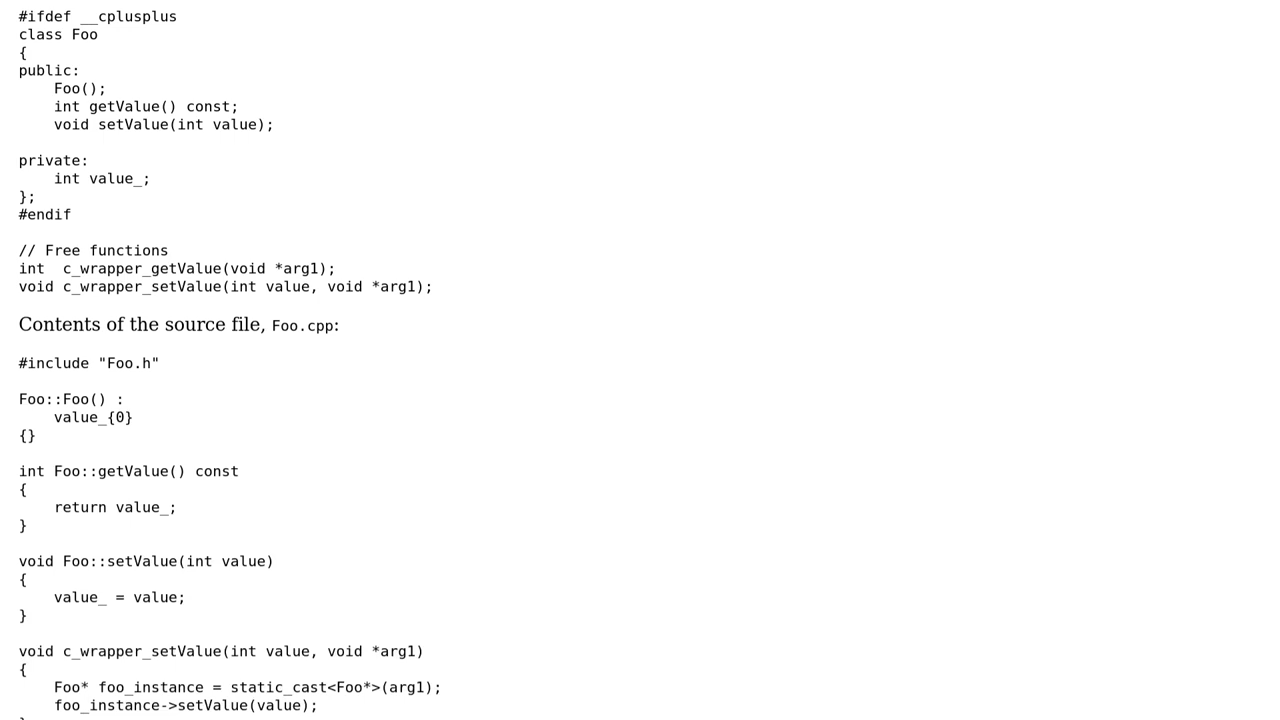 #ifdef __cplusplus
class Foo
{
public:
    Foo();
    int getValue() const;
    void setValue(int value);

private:
    int value_;
};
#endif

// Free functions
int  c_wrapper_getValue(void *arg1);
void c_wrapper_setValue(int value, void *arg1);

Contents of the source file, Foo.cpp:

#include "Foo.h"

Foo::Foo() :
    value_{0}
{}

int Foo::getValue() const
{
    return value_;
}

void Foo::setValue(int value)
{
    value_ = value;
}

void c_wrapper_setValue(int value, void *arg1)
{
    Foo* foo_instance = static_cast<Foo*>(arg1);
    foo_instance->setValue(value);
}